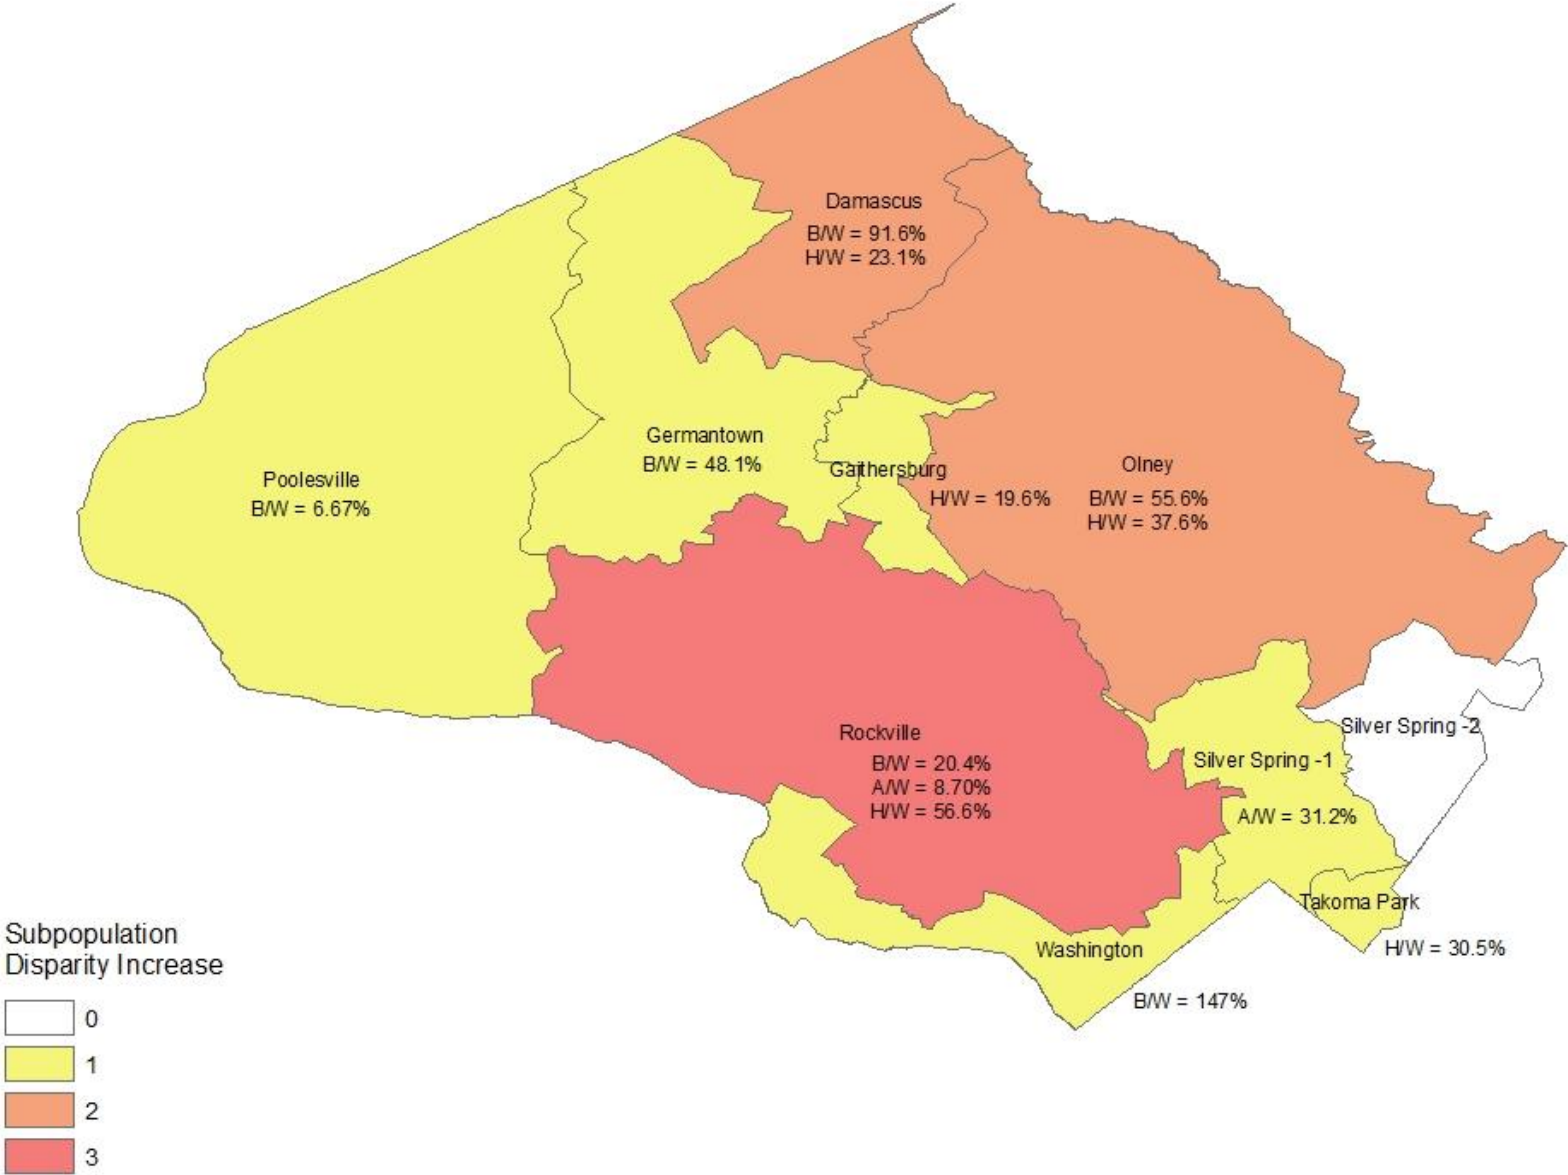 Damascus
B/W = 91.6%
H/W = 23.1%
Germantown
B/W = 48.1%
Poolesville
B/W = 6.67%
Gaithersburg
H/W = 19.6%
Olney
B/W = 55.6%
H/W = 37.6%
Rockville
B/W = 20.4%
A/W = 8.70%
H/W = 56.6%
Silver Spring -2
Silver Spring -1
A/W = 31.2%
Takoma Park
H/W = 30.5%
Washington
B/W = 147%
Subpopulation
Disparity Increase
0
1
2
3